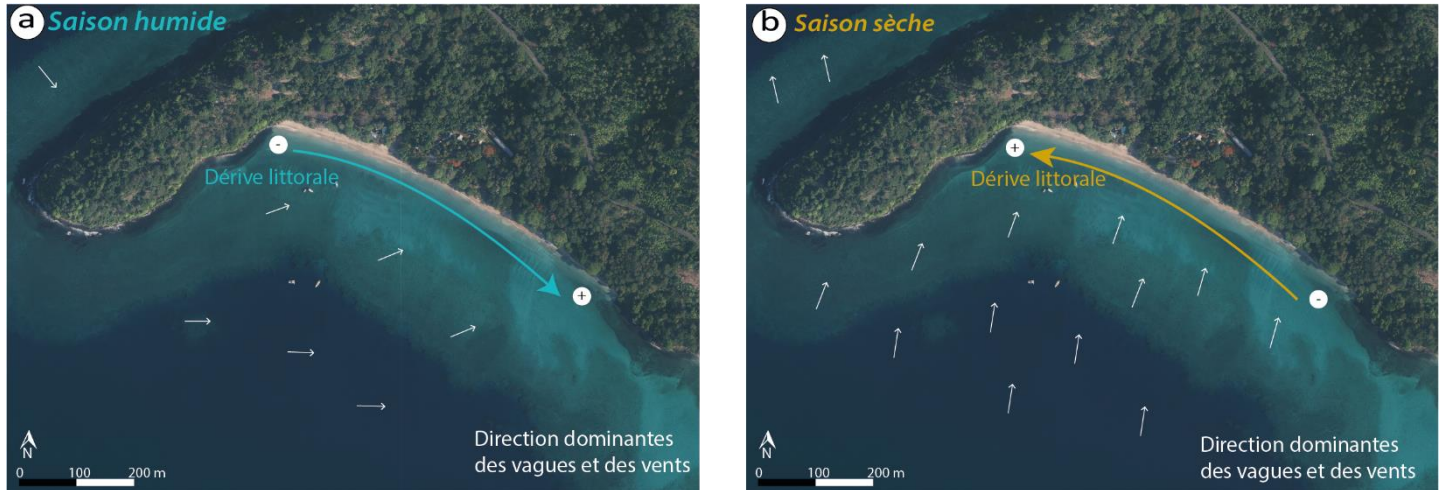 a Saison humide
-
Dérive littorale
+
Direction dominantes
des vagues et des vents
N
0 100 200 m
b Saison sèche
+
Dérive littorale
-
Direction dominantes
des vagues et des vents
N
0 100 200 m